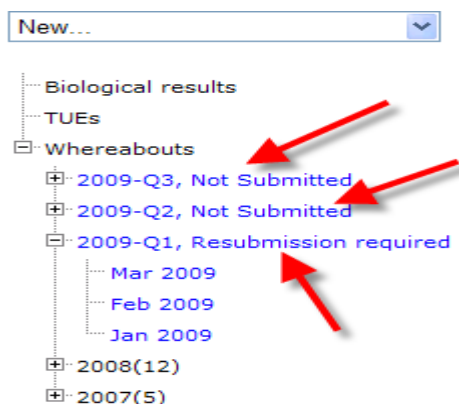 New...
Biological results
TUEs
Whereabouts
2009-Q3, Not Submitted
2009-Q2, Not Submitted
2009-Q1, Resubmission required
Mar 2009
Feb 2009
Jan 2009
2008(12)
2007(5)